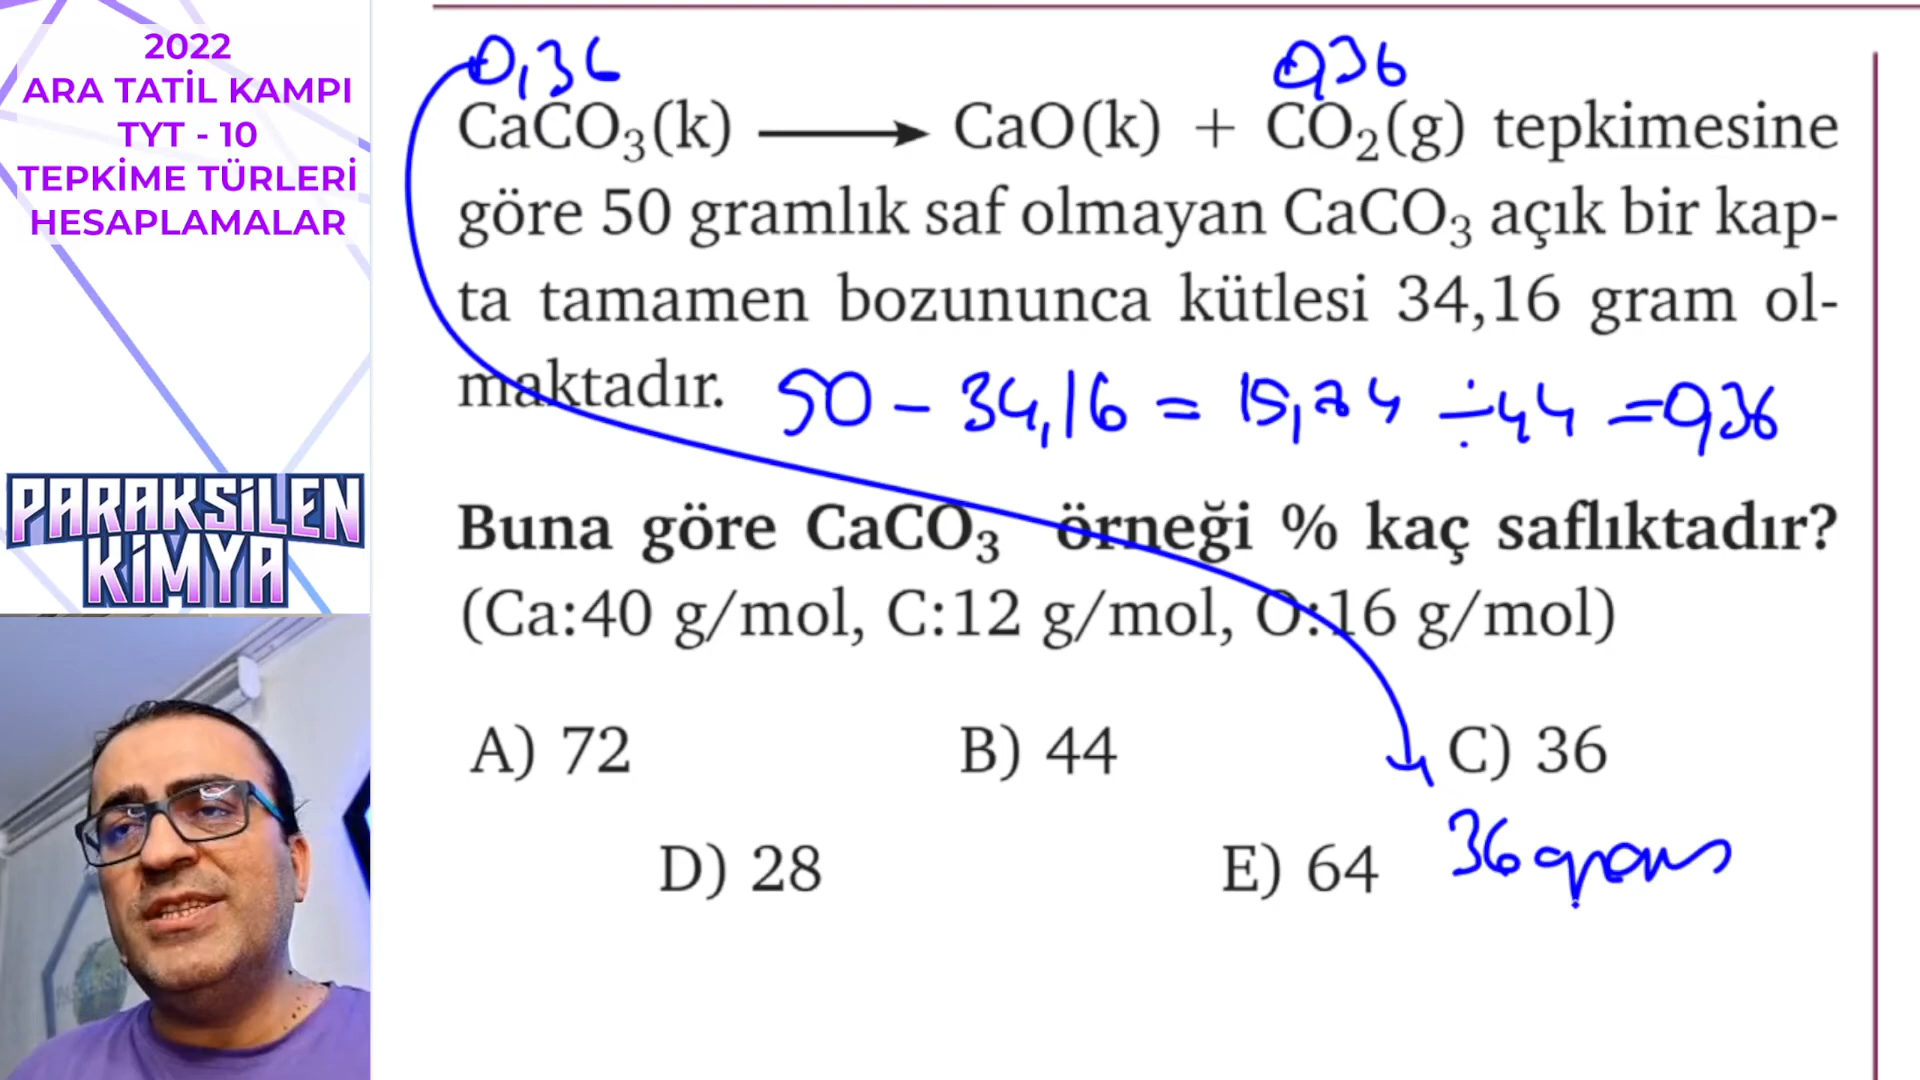 2022
ARA TATİL KAMPI
TYT - 10
TEPKİME TÜRLERİ
HESAPLAMALAR
PARAKSİLEN
KİMYA
0,36 0,36
CaCO₃(k) ⟶ CaO(k) + CO₂(g) tepkimesine
göre 50 gramlık saf olmayan CaCO₃ açık bir kap-
ta tamamen bozununca kütlesi 34,16 gram ol-
maktadır. 50 - 34,16 = 15,84 ÷ 44 = 0,36
Buna göre CaCO₃ örneği % kaç saflıktadır?
(Ca:40 g/mol, C:12 g/mol, O:16 g/mol)
A) 72 B) 44 C) 36
D) 28 E) 64 36 gram